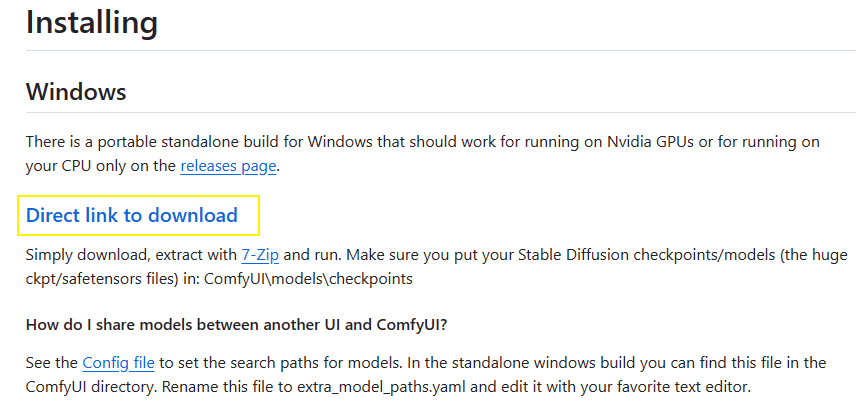 Installing
Windows
There is a portable standalone build for Windows that should work for running on Nvidia GPUs or for running on
your CPU only on the releases page.
Direct link to download
Simply download, extract with 7-Zip and run. Make sure you put your Stable Diffusion checkpoints/models (the huge
ckpt/safetensors files) in: ComfyUI\models\checkpoints
How do I share models between another UI and ComfyUI?
See the Config file to set the search paths for models. In the standalone windows build you can find this file in the
ComfyUI directory. Rename this file to extra_model_paths.yaml and edit it with your favorite text editor.